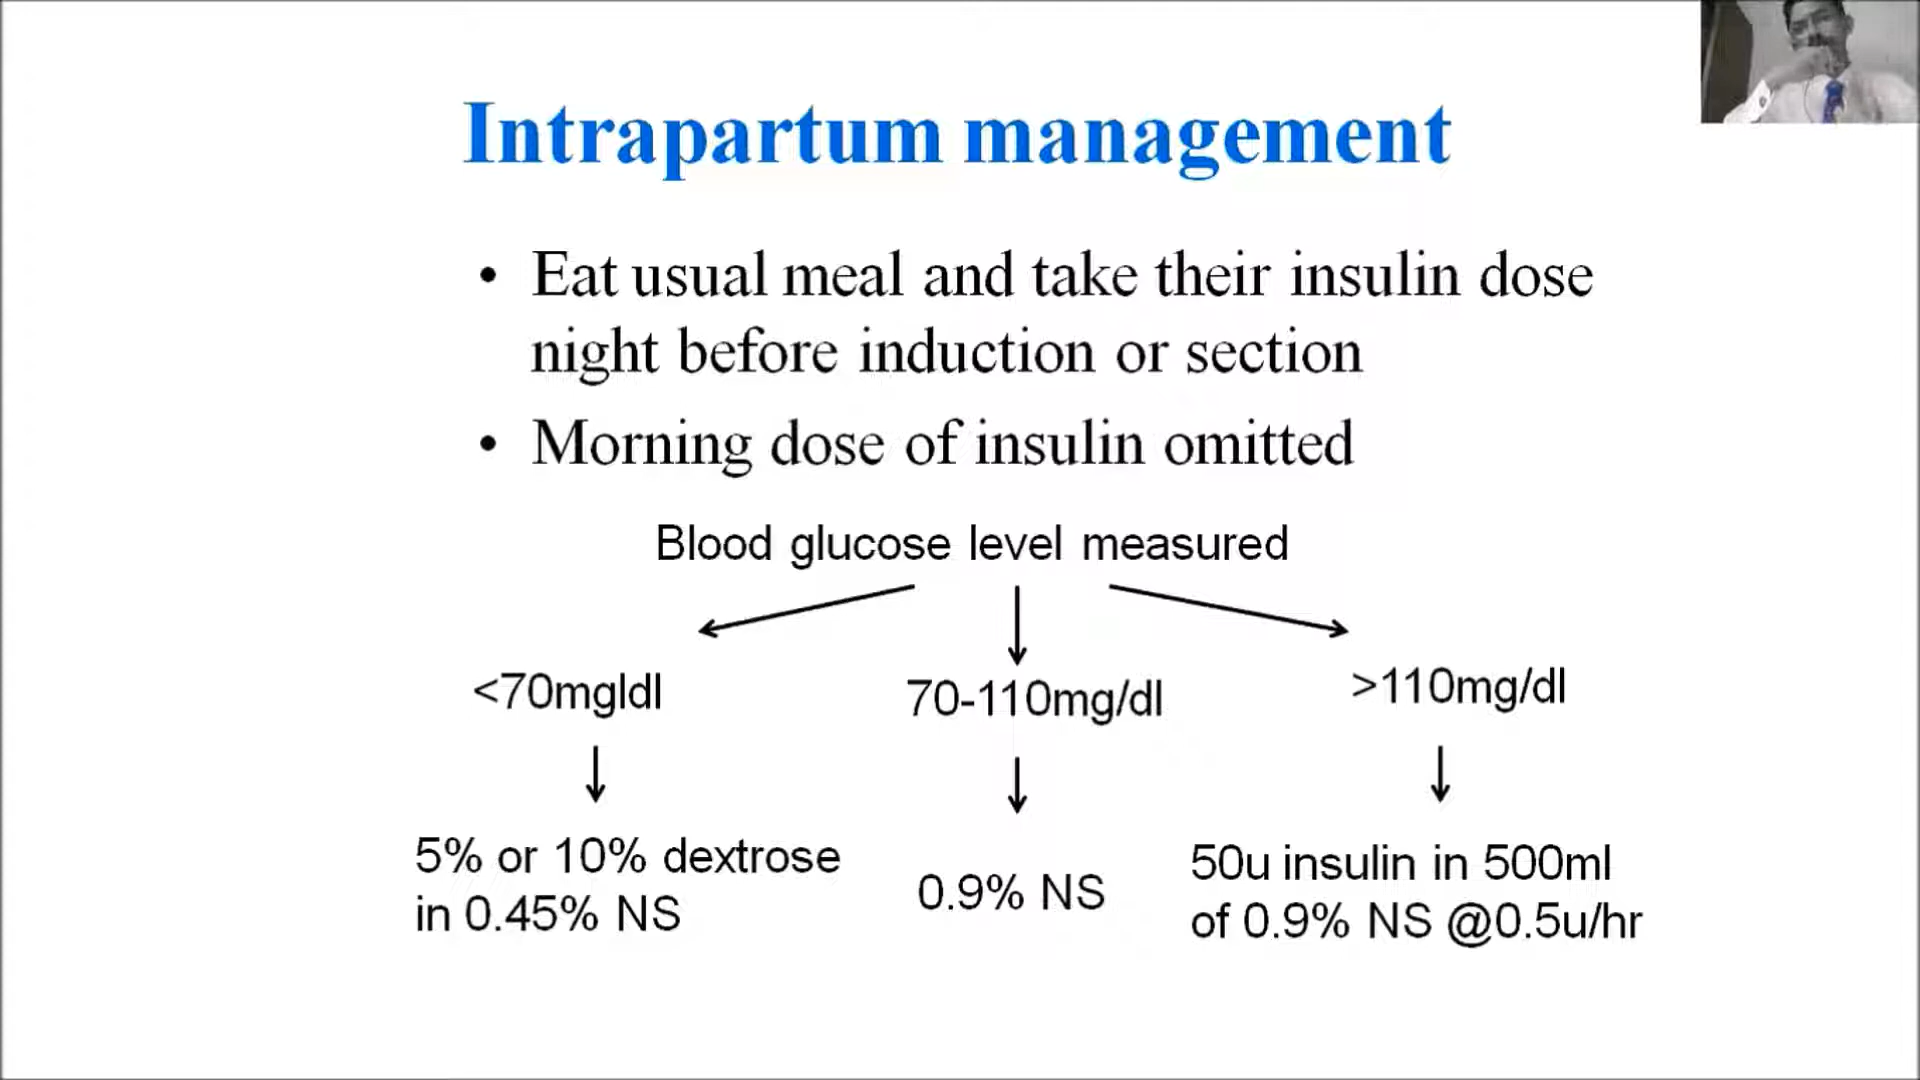 Intrapartum management
• Eat usual meal and take their insulin dose
night before induction or section
• Morning dose of insulin omitted
Blood glucose level measured
<70mgldl
70-110mg/dl
>110mg/dl
5% or 10% dextrose
in 0.45% NS
0.9% NS
50u insulin in 500ml
of 0.9% NS @0.5u/hr